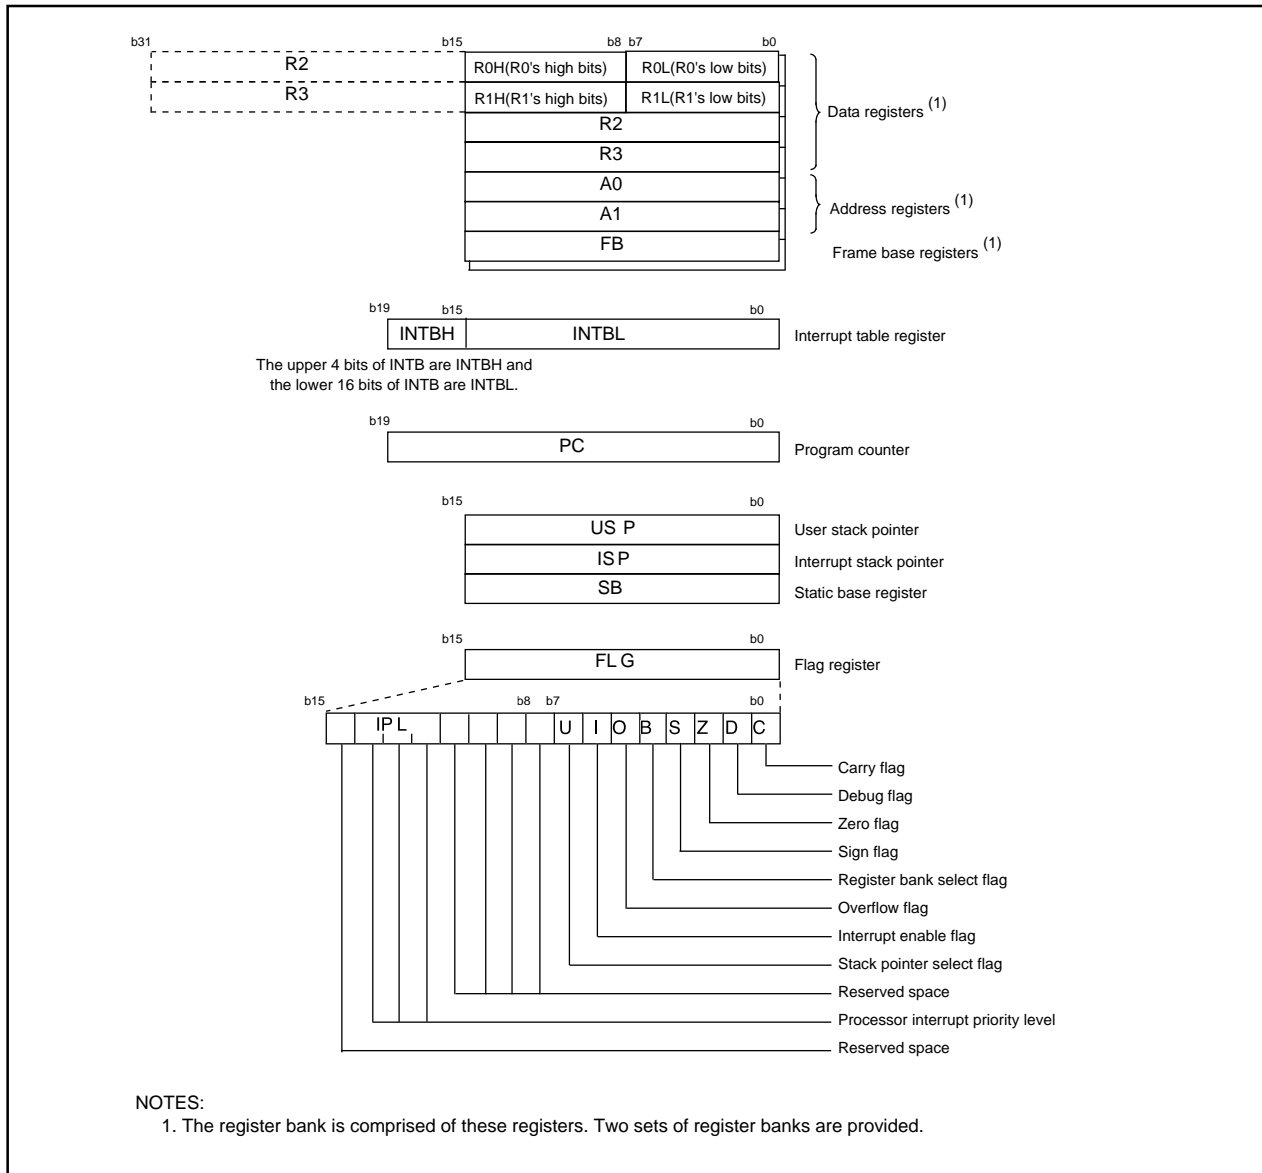 b31 b15 b8 b7 b0
R2 R0H(R0's high bits) R0L(R0's low bits)
R3 R1H(R1's high bits) R1L(R1's low bits)
Data registers (1)
R2
R3
A0
A1
Address registers (1)
FB
Frame base registers (1)
b19 b15 b0
INTBH INTBL Interrupt table register
The upper 4 bits of INTB are INTBH and
the lower 16 bits of INTB are INTBL.
b19 b0
PC Program counter
b15 b0
US P User stack pointer
IS P Interrupt stack pointer
SB Static base register
b15 b0
FL G Flag register
b15 b8 b7 b0
IP L U I O B S Z D C
Carry flag
Debug flag
Zero flag
Sign flag
Register bank select flag
Overflow flag
Interrupt enable flag
Stack pointer select flag
Reserved space
Processor interrupt priority level
Reserved space
NOTES:
1. The register bank is comprised of these registers. Two sets of register banks are provided.